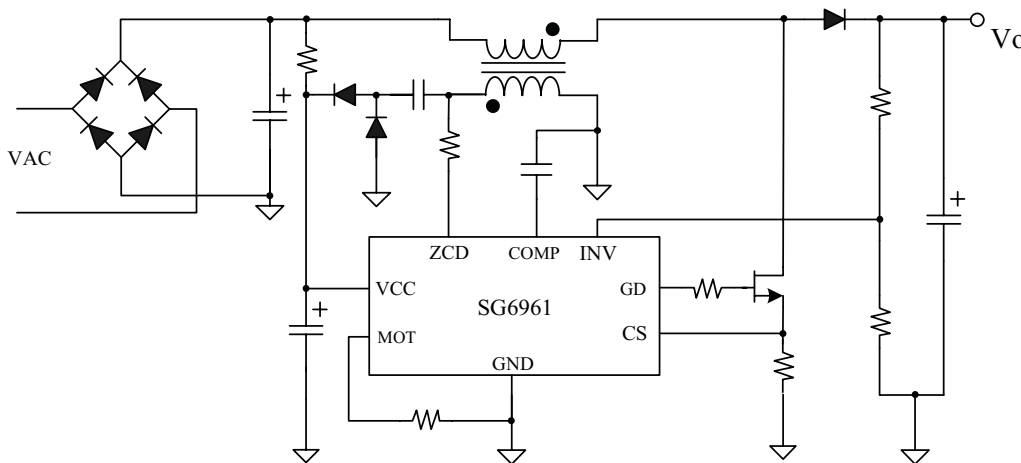 Vo
VAC
ZCD
COMP
INV
VCC
GD
SG6961
MOT
CS
GND